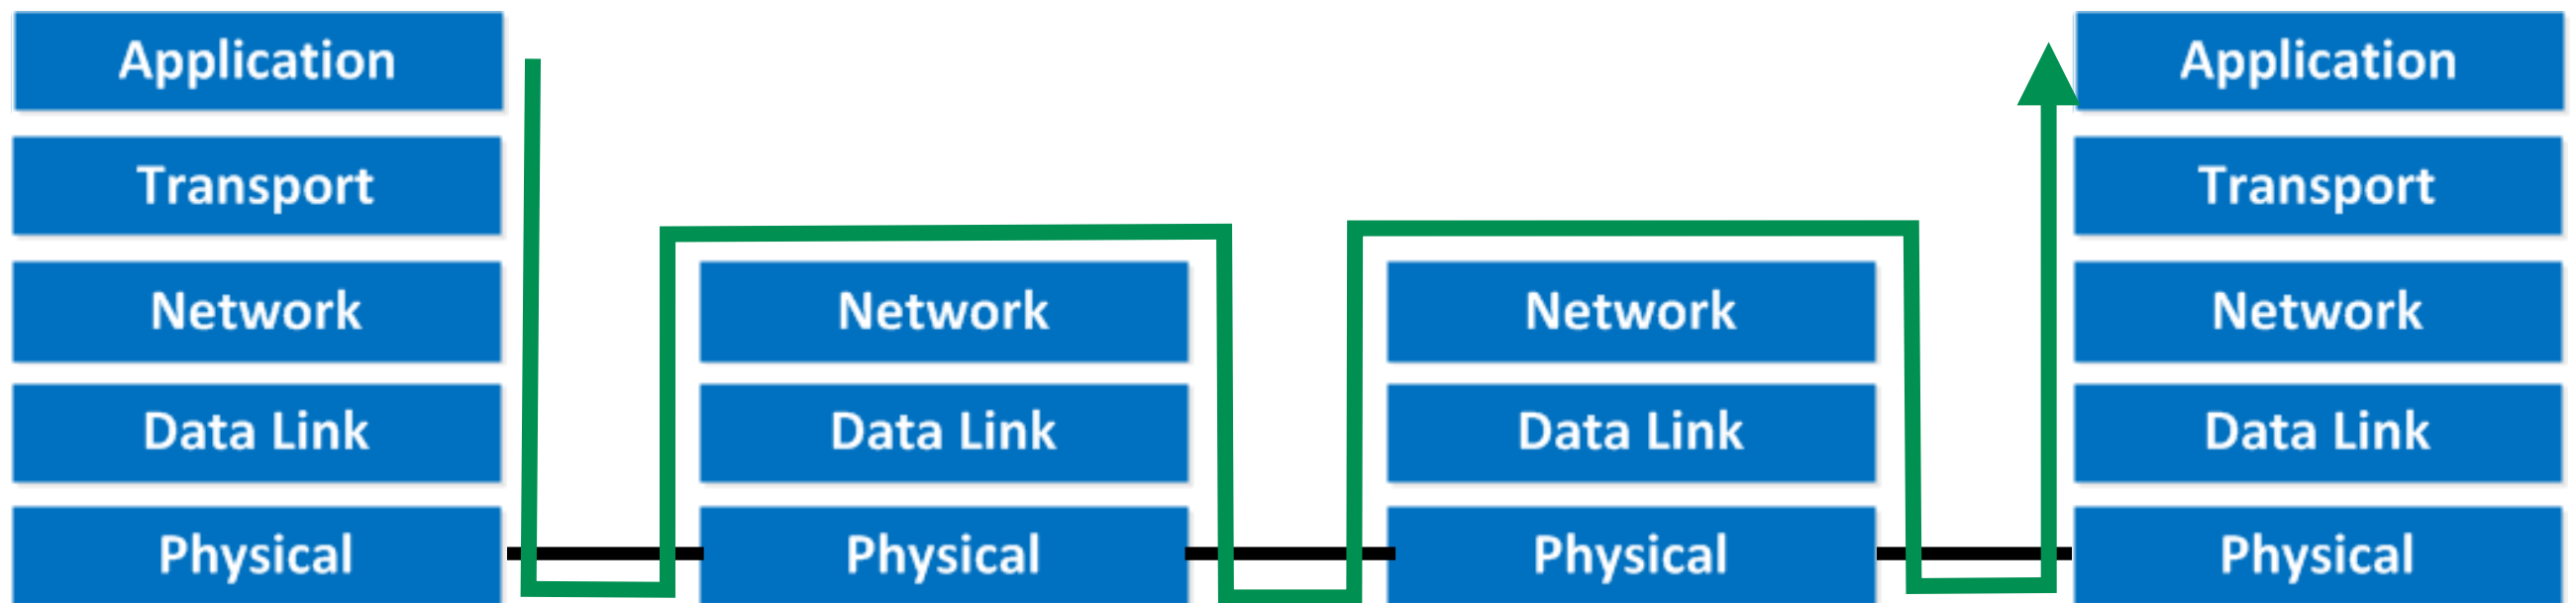 Application
Transport
Network
Data Link
Physical
Network
Data Link
Physical
Network
Data Link
Physical
Application
Transport
Network
Data Link
Physical